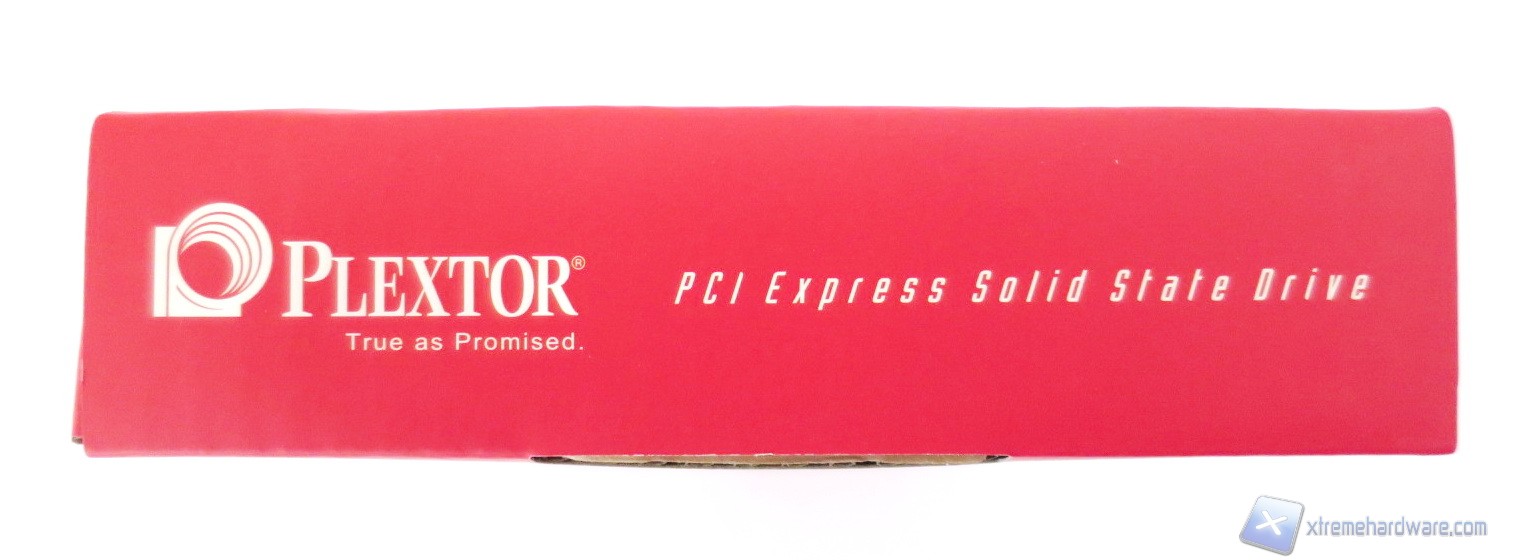 PLEXTOR®
True as Promised.
PCI Express Solid State Drive
xtremehardware.com